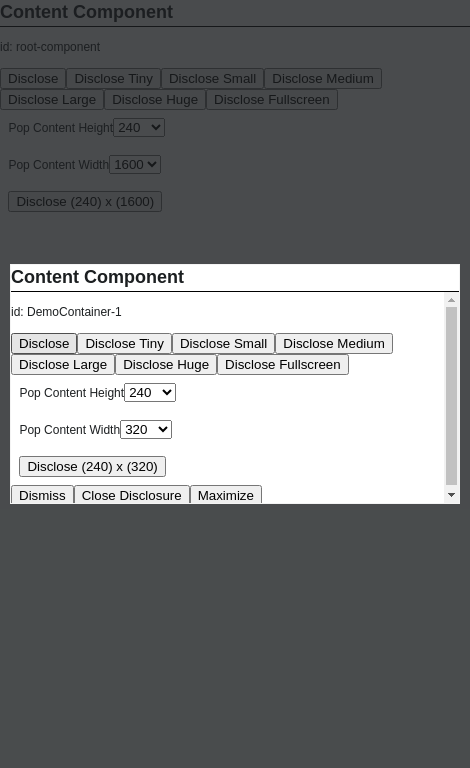 Content Component
id: root-component
Disclose Disclose Tiny Disclose Small Disclose Medium
Disclose Large Disclose Huge Disclose Fullscreen
Pop Content Height 240
Pop Content Width 1600
Disclose (240) x (1600)
Content Component
id: DemoContainer-1
Disclose Disclose Tiny Disclose Small Disclose Medium
Disclose Large Disclose Huge Disclose Fullscreen
Pop Content Height 240
Pop Content Width 320
Disclose (240) x (320)
Dismiss Close Disclosure Maximize